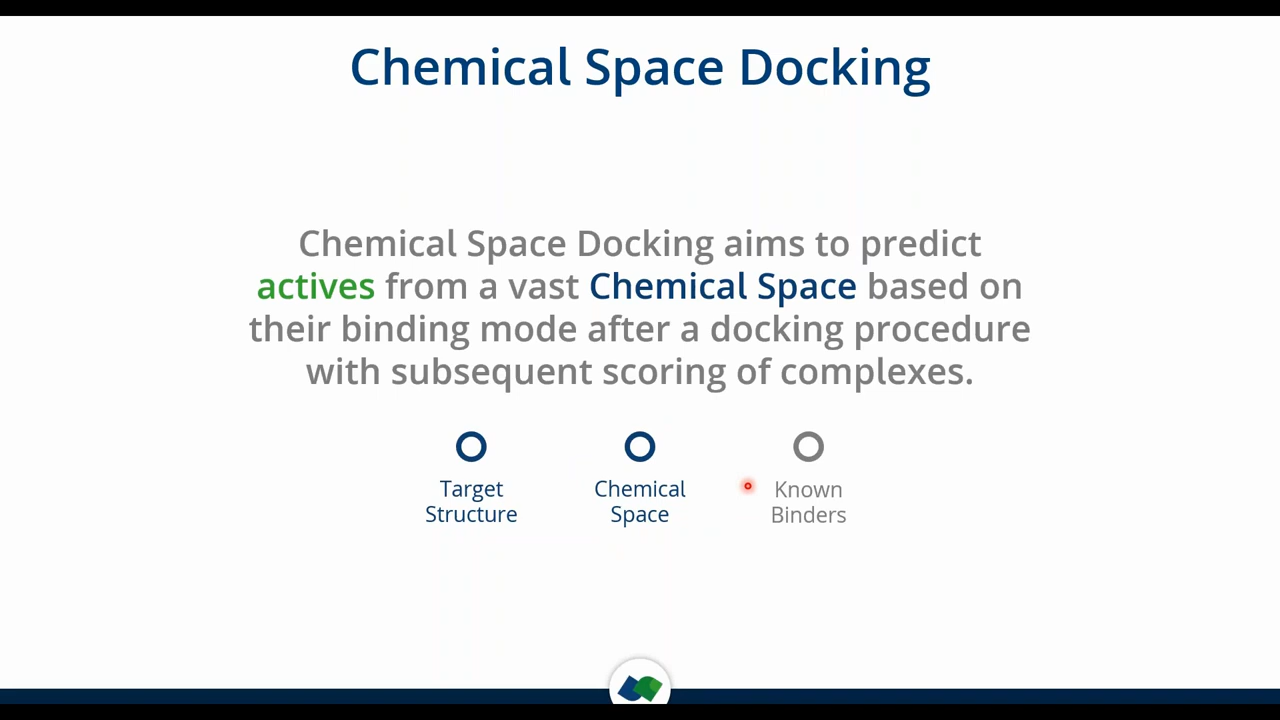 Chemical Space Docking
Chemical Space Docking aims to predict
actives from a vast Chemical Space based on
their binding mode after a docking procedure
with subsequent scoring of complexes.
Target
Structure
Chemical
Space
Known
Binders